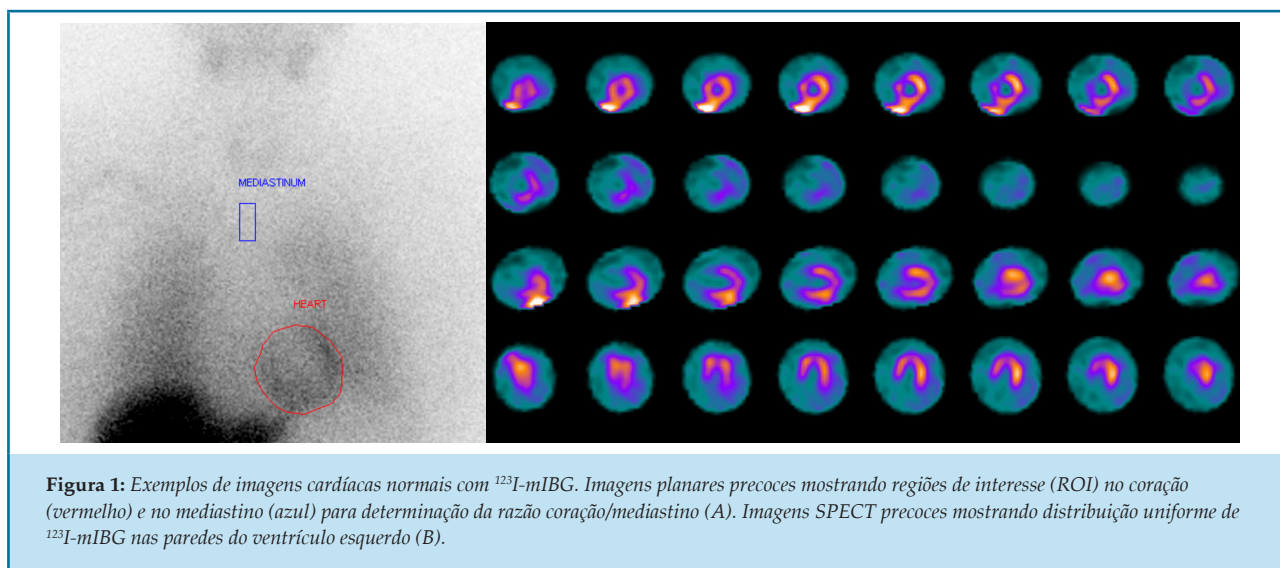 MEDIASTINUM
HEART
Figura 1: Exemplos de imagens cardíacas normais com ¹²³I-mIBG. Imagens planares precoces mostrando regiões de interesse (ROI) no coração
(vermelho) e no mediastino (azul) para determinação da razão coração/mediastino (A). Imagens SPECT precoces mostrando distribuição uniforme de
¹²³I-mIBG nas paredes do ventrículo esquerdo (B).